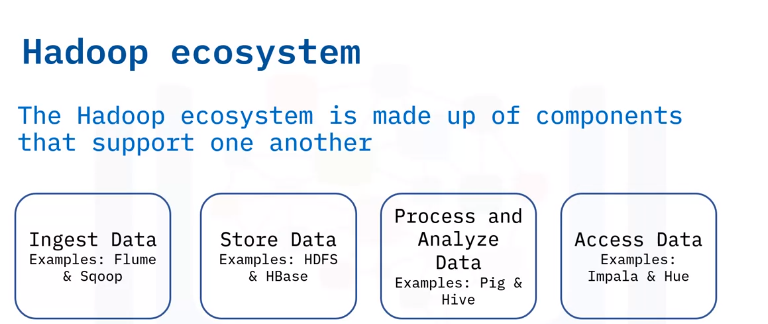 Hadoop ecosystem
The Hadoop ecosystem is made up of components
that support one another
Ingest Data
Examples: Flume
& Sqoop
Store Data
Examples: HDFS
& HBase
Process and
Analyze
Data
Examples: Pig &
Hive
Access Data
Examples:
Impala & Hue